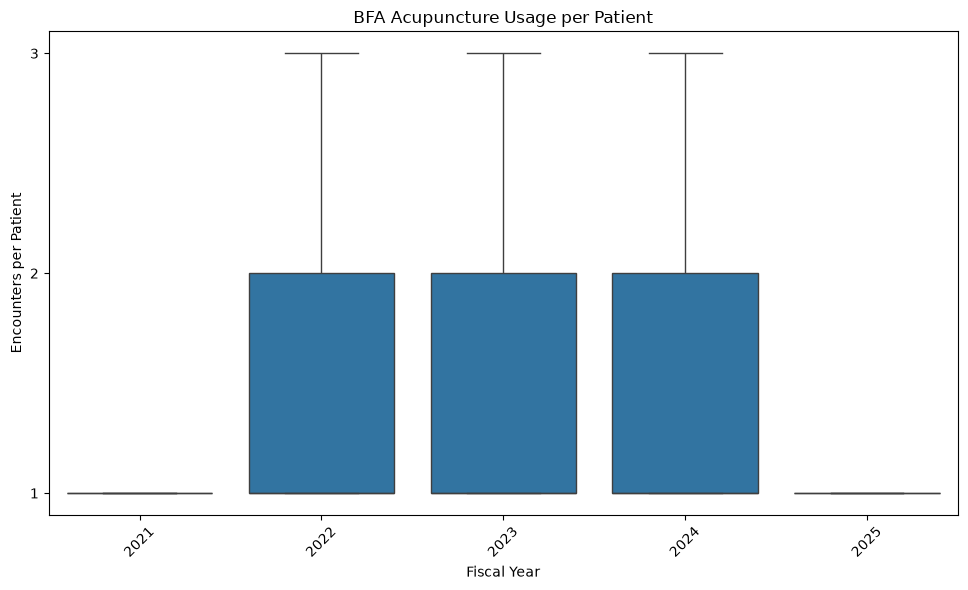 BFA Acupuncture Usage per Patient
Encounters per Patient
3
2
1
2021
2022
2023
2024
2025
Fiscal Year